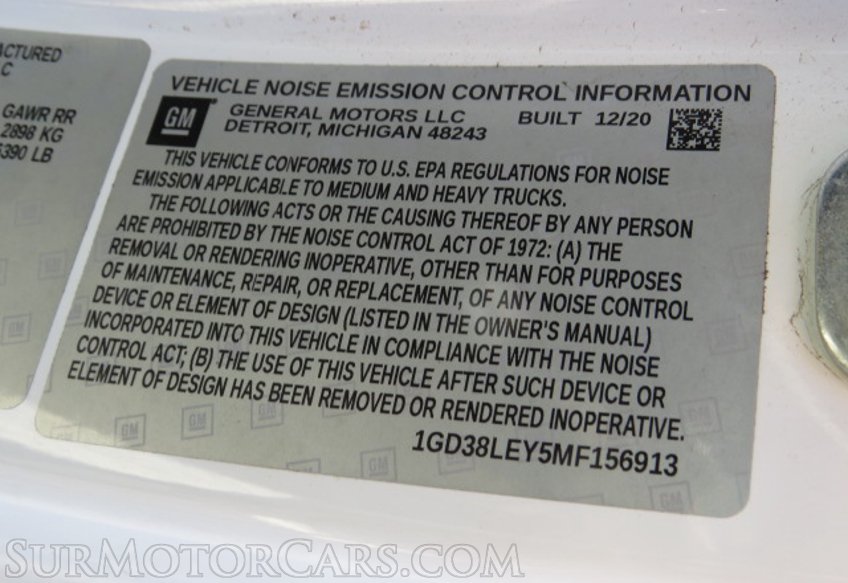 ACTURED
C
GAWR RR
2898 KG
6390 LB
VEHICLE NOISE EMISSION CONTROL INFORMATION
GM
GENERAL MOTORS LLC BUILT 12/20
DETROIT, MICHIGAN 48243
THIS VEHICLE CONFORMS TO U.S. EPA REGULATIONS FOR NOISE
EMISSION APPLICABLE TO MEDIUM AND HEAVY TRUCKS.
THE FOLLOWING ACTS OR THE CAUSING THEREOF BY ANY PERSON
ARE PROHIBITED BY THE NOISE CONTROL ACT OF 1972: (A) THE
REMOVAL OR RENDERING INOPERATIVE, OTHER THAN FOR PURPOSES
OF MAINTENANCE, REPAIR, OR REPLACEMENT, OF ANY NOISE CONTROL
DEVICE OR ELEMENT OF DESIGN (LISTED IN THE OWNER'S MANUAL)
INCORPORATED INTO THIS VEHICLE IN COMPLIANCE WITH THE NOISE
CONTROL ACT; (B) THE USE OF THIS VEHICLE AFTER SUCH DEVICE OR
ELEMENT OF DESIGN HAS BEEN REMOVED OR RENDERED INOPERATIVE.
1GD38LEY5MF156913
SURMOTORCARS.COM